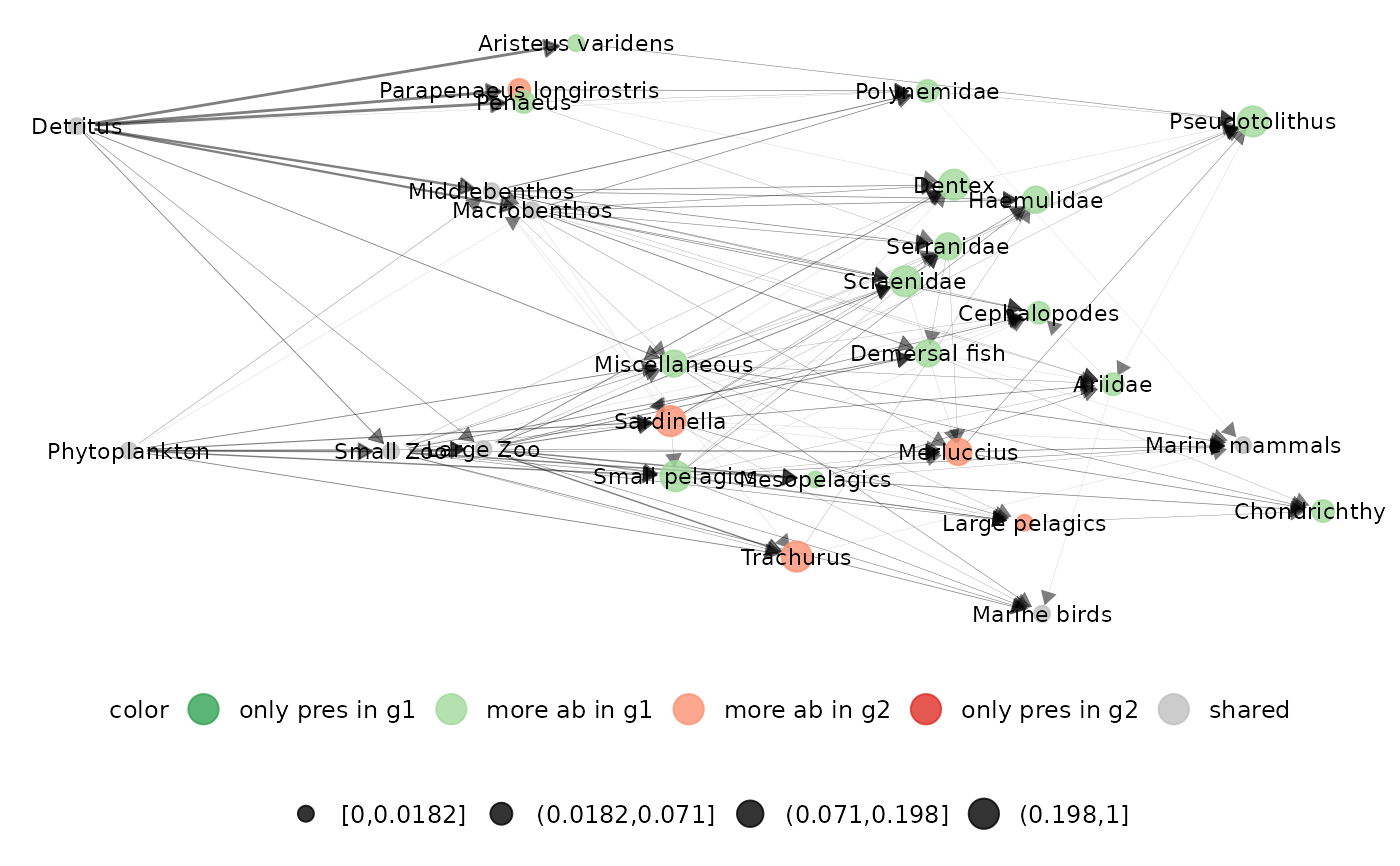 Aristeus varidens
Parapenaeus longirostris
Polynemidae
Penaeus
Pseudotolithus
Detritus
Dentex
Middlebenthos
Haemulidae
Macrobenthos
Serranidae
Sciaenidae
Cephalopodes
Demersal fish
Miscellaneous
Ariidae
Sardinella
Marine mammals
Phytoplankton
Small Zoo
Large Zoo
Merluccius
Small pelagics
Mesopelagics
Chondrichthy
Large pelagics
Trachurus
Marine birds
color only pres in g1 more ab in g1 more ab in g2 only pres in g2 shared
[0,0.0182] (0.0182,0.071] (0.071,0.198] (0.198,1]